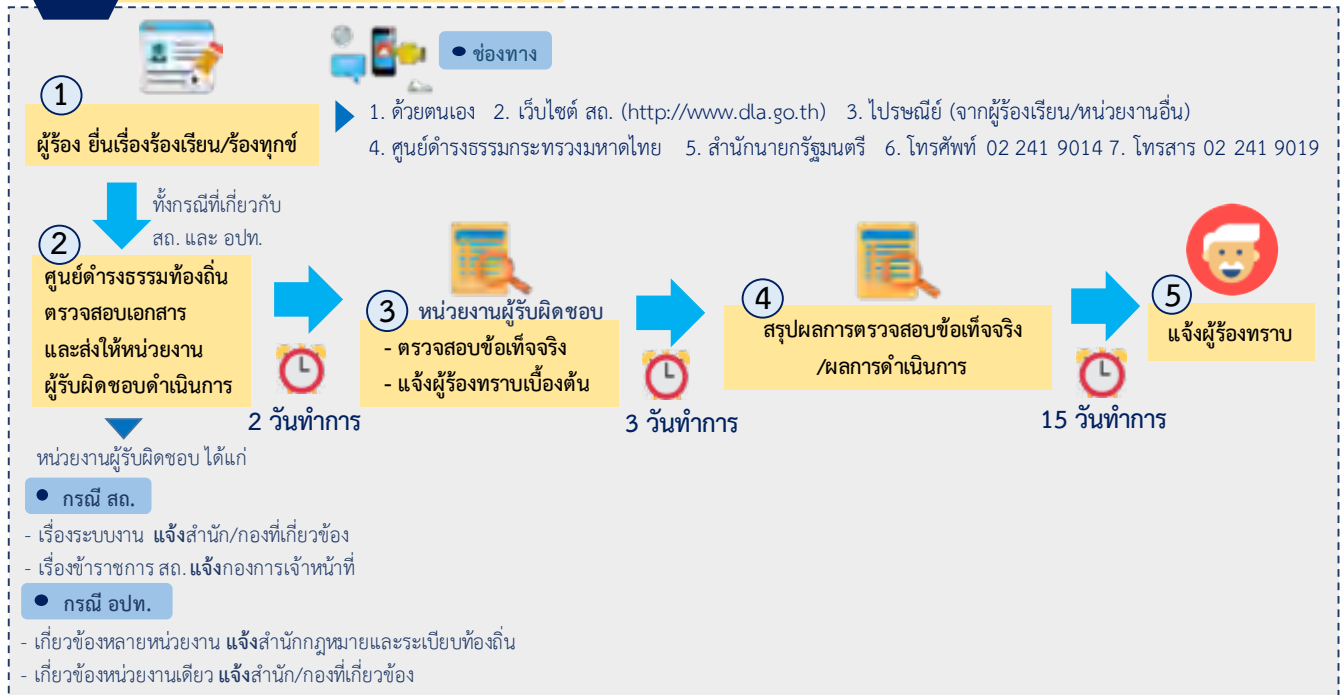 ● ช่องทาง
1
ผู้ร้อง ยื่นเรื่องร้องเรียน/ร้องทุกข์
1. ด้วยตนเอง 2. เว็บไซต์ สถ. (http://www.dla.go.th) 3. ไปรษณีย์ (จากผู้ร้องเรียน/หน่วยงานอื่น)
4. ศูนย์ดำรงธรรมกระทรวงมหาดไทย 5. สำนักนายกรัฐมนตรี 6. โทรศัพท์ 02 241 9014 7. โทรสาร 02 241 9019
ทั้งกรณีที่เกี่ยวกับ
สถ. และ อปท.
2
ศูนย์ดำรงธรรมท้องถิ่น
ตรวจสอบเอกสาร
และส่งให้หน่วยงาน
ผู้รับผิดชอบดำเนินการ
2 วันทำการ
3
หน่วยงานผู้รับผิดชอบ
- ตรวจสอบข้อเท็จจริง
- แจ้งผู้ร้องทราบเบื้องต้น
3 วันทำการ
4
สรุปผลการตรวจสอบข้อเท็จจริง
/ผลการดำเนินการ
15 วันทำการ
5
แจ้งผู้ร้องทราบ
หน่วยงานผู้รับผิดชอบ ได้แก่
● กรณี สถ.
- เรื่องระบบงาน แจ้งสำนัก/กองที่เกี่ยวข้อง
- เรื่องข้าราชการ สถ. แจ้งกองการเจ้าหน้าที่
● กรณี อปท.
- เกี่ยวข้องหลายหน่วยงาน แจ้งสำนักกฎหมายและระเบียบท้องถิ่น
- เกี่ยวข้องหน่วยงานเดียว แจ้งสำนัก/กองที่เกี่ยวข้อง